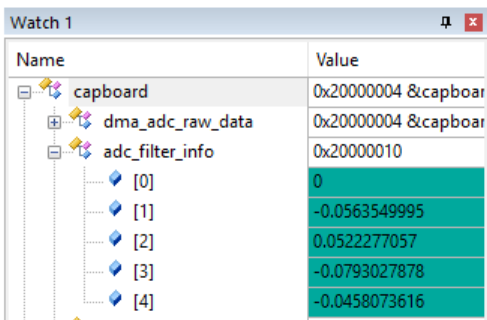 Watch 1
Name Value
capboard 0x20000004 &capboar
dma_adc_raw_data 0x20000004 &capboar
adc_filter_info 0x20000010
[0] 0
[1] -0.0563549995
[2] 0.0522277057
[3] -0.0793027878
[4] -0.0458073616